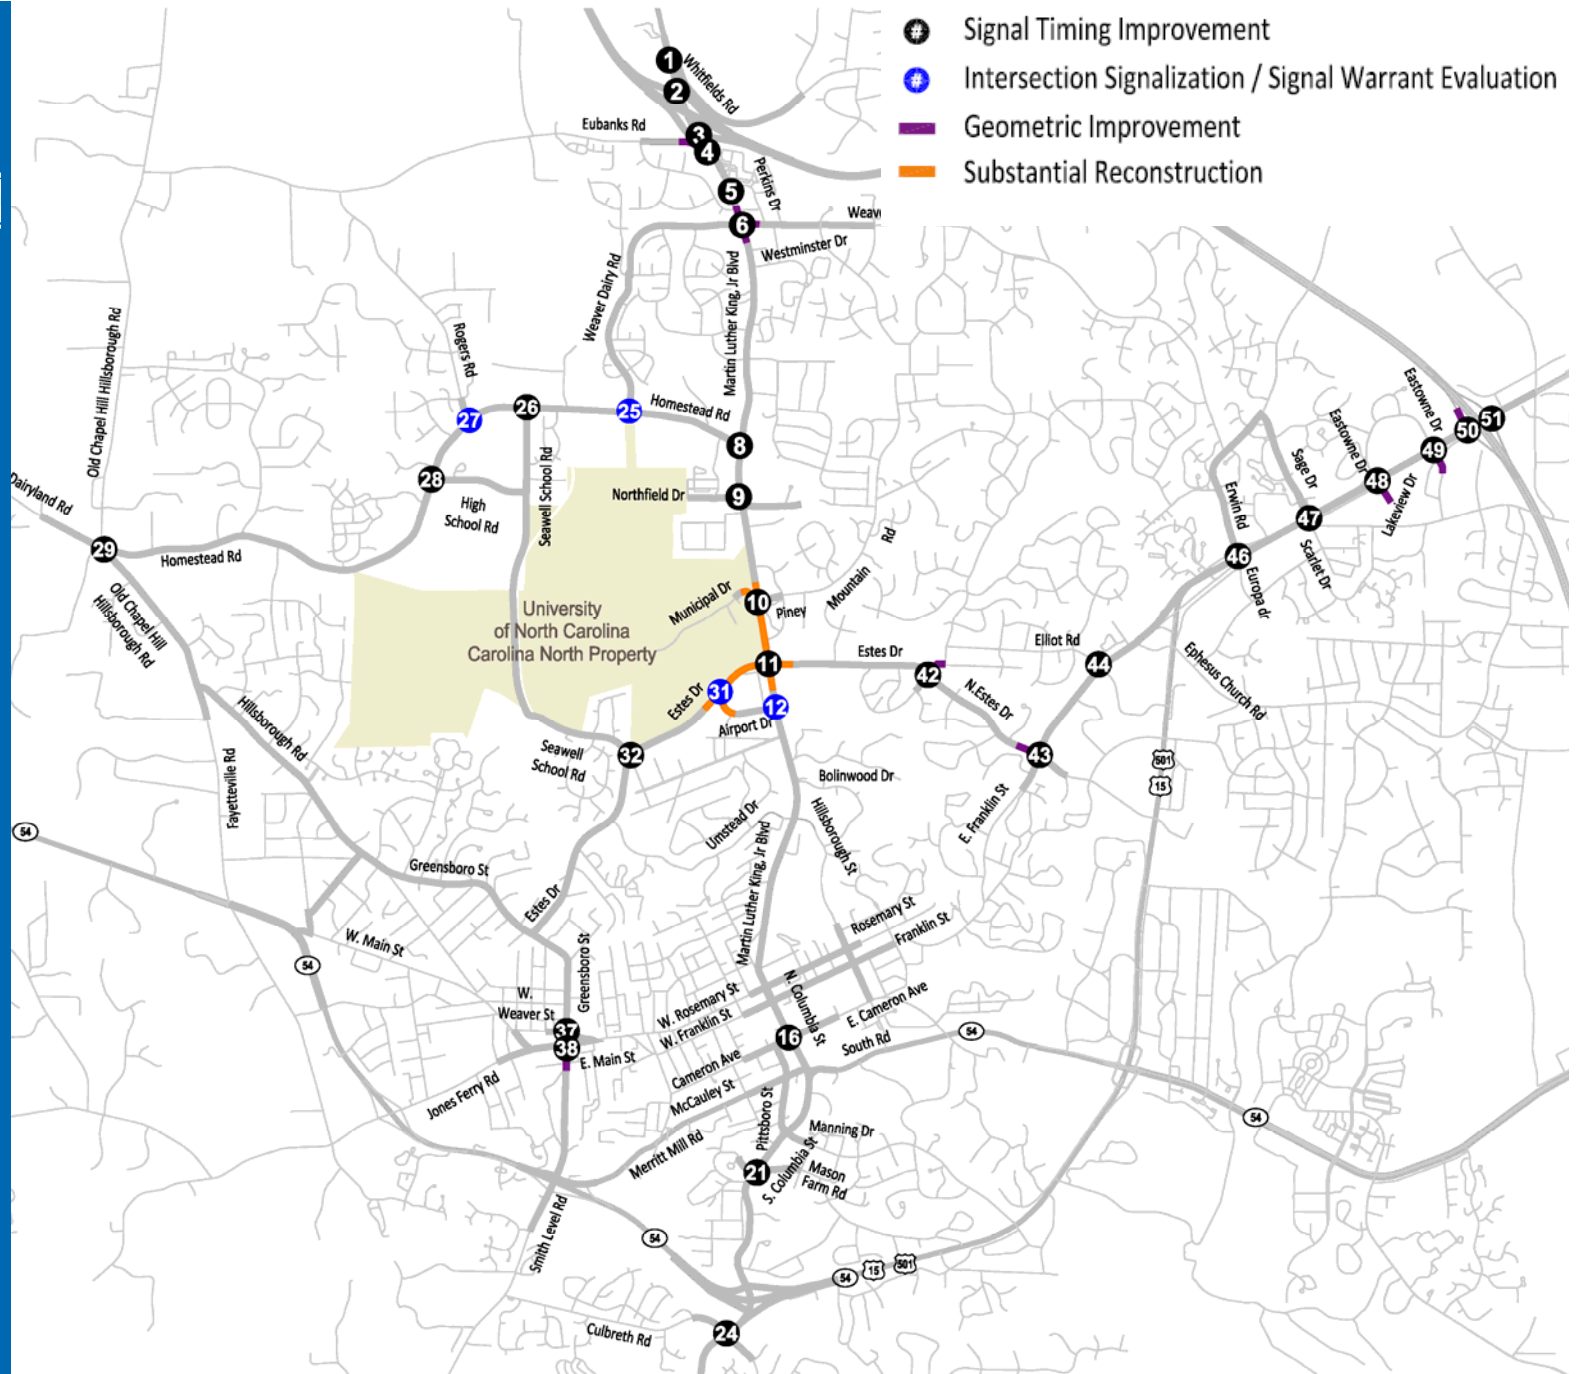 # Signal Timing Improvement
# Intersection Signalization / Signal Warrant Evaluation
Geometric Improvement
Substantial Reconstruction
1
Whitfields Rd
2
Eubanks Rd
3
4
Perkins Dr
5
6
Weav
Westminster Dr
Weaver Dairy Rd
Martin Luther King, Jr Blvd
Old Chapel Hill Hillsborough Rd
Rogers Rd
27
26
25
Homestead Rd
8
Eastowne Dr
51
50
49
Eastowne Dr
48
Lakeview Dr
Sage Dr
47
Scarlet Dr
Erwin Rd
46
Europa dr
28
High
School Rd
Seawell School Rd
Northfield Dr
9
Dairyland Rd
29
Homestead Rd
Old Chapel Hill
Hillsborough Rd
University
of North Carolina
Carolina North Property
Municipal Dr
10
Piney
Mountain
Rd
11
Estes Dr
42
Elliot Rd
44
Ephesus Church Rd
N.Estes Dr
43
E. Franklin St
501
15
31
12
Estes Dr
Airport Dr
32
Seawell
School Rd
Hillsborough Rd
Fayetteville Rd
54
Bolinwood Dr
Umstead Dr
Hillsborough St
Martin Luther King, Jr Blvd
Greensboro St
Estes Dr
W. Main St
54
Rosemary St
Franklin St
Greensboro St
W.
Weaver St
37
38
E. Main St
Jones Ferry Rd
W. Rosemary St
W. Franklin St
N. Columbia St
E. Cameron Ave
16
South Rd
54
Cameron Ave
McCauley St
Pittsboro St
Manning Dr
54
Merritt Mill Rd
21
S. Columbia St
Mason
Farm Rd
Smith Level Rd
54
54
15
501
Culbreth Rd
24